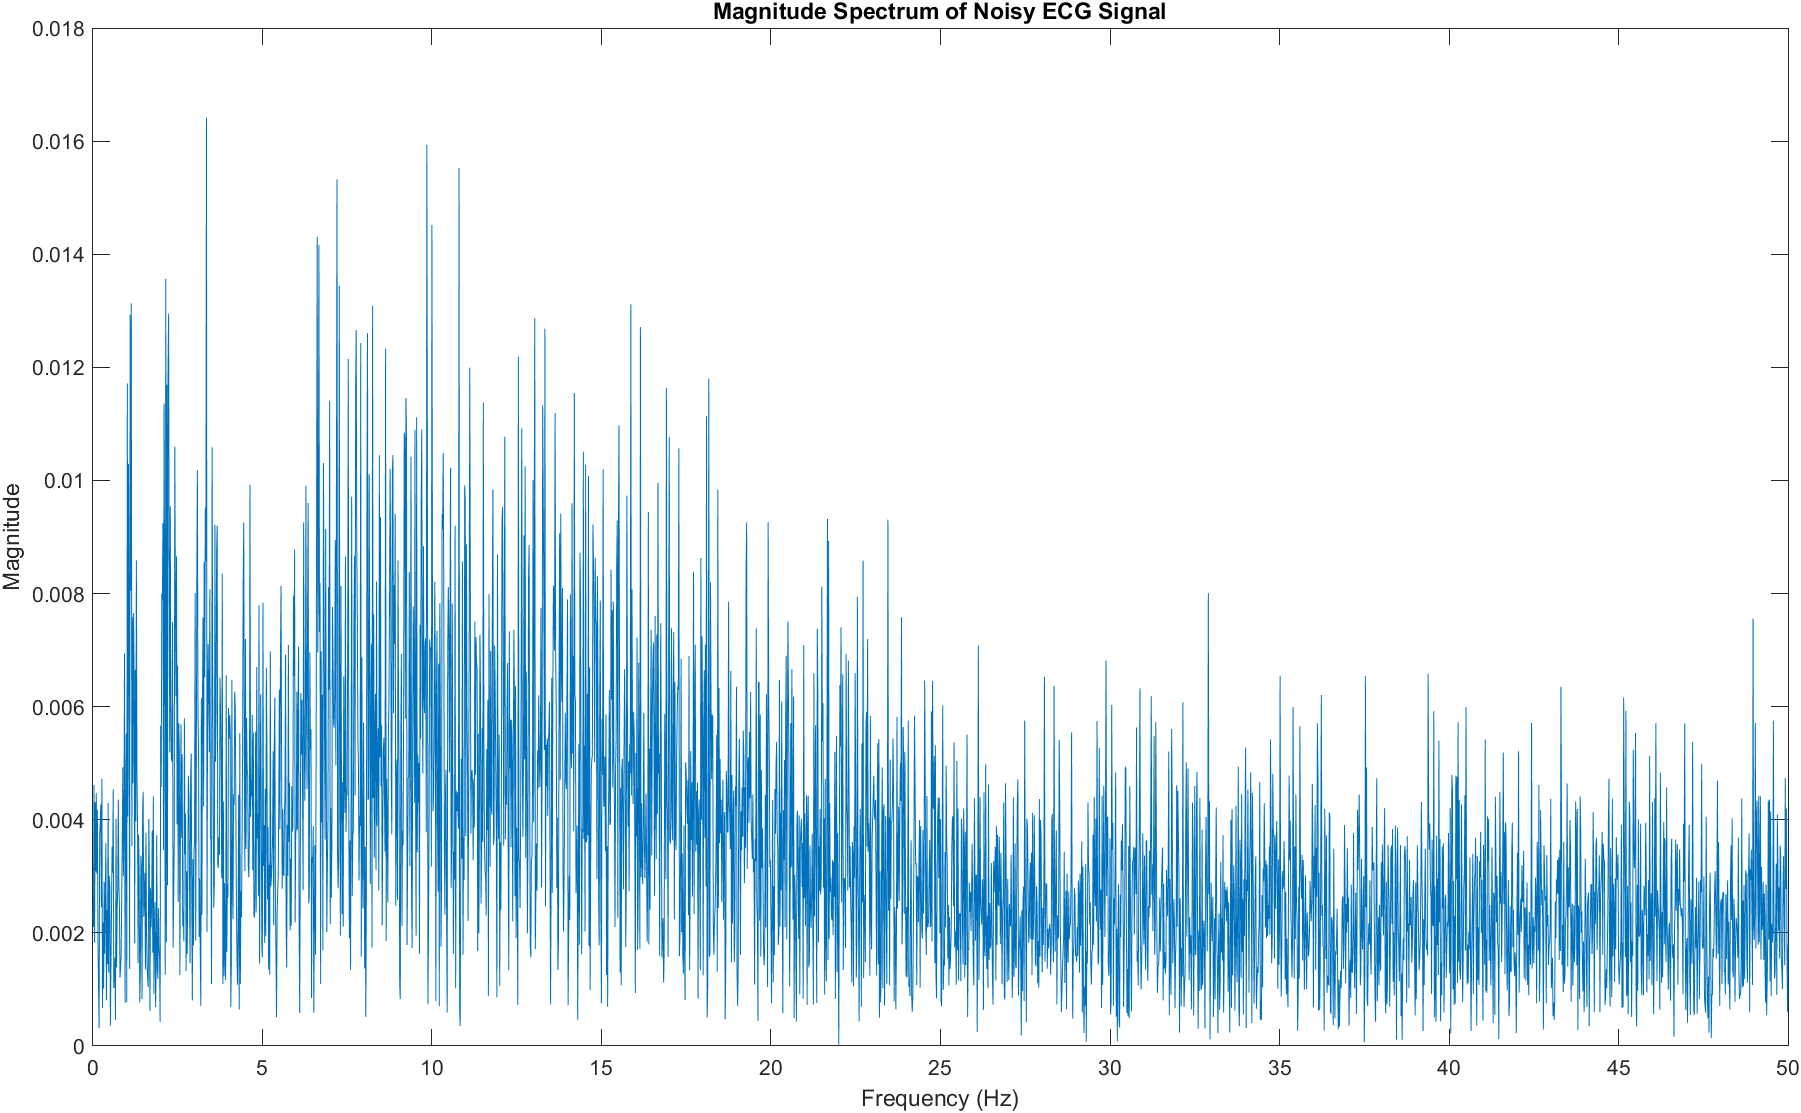 Magnitude Spectrum of Noisy ECG Signal
0.018
0.016
0.014
0.012
0.01
0.008
0.006
0.004
0.002
0
Magnitude
0 5 10 15 20 25 30 35 40 45 50
Frequency (Hz)